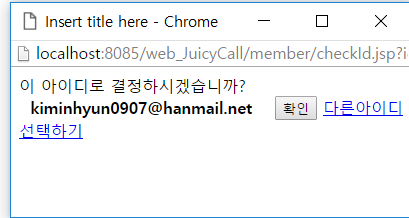 Insert title here - Chrome
localhost:8085/web_JuicyCall/member/checkId.jsp?i
이 아이디로 결정하시겠습니까?
kiminhyun0907@hanmail.net 확인 다른아이디
선택하기